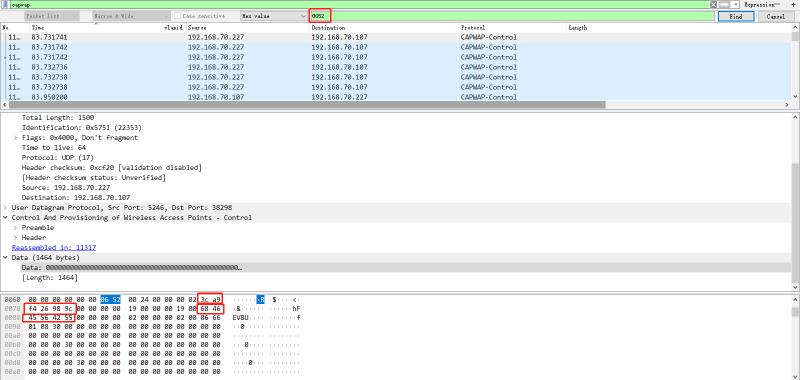 capwap
Expression…
+
Packet list
Narrow & Wide
Case sensitive
Hex value
0652
Find
Cancel
No. Time vlanid Source Destination Protocol Length
11… 83.731741 192.168.70.227 192.168.70.107 CAPWAP-Control
11… 83.731742 192.168.70.227 192.168.70.107 CAPWAP-Control
11… 83.731742 192.168.70.227 192.168.70.107 CAPWAP-Control
11… 83.732736 192.168.70.227 192.168.70.107 CAPWAP-Control
11… 83.732738 192.168.70.227 192.168.70.107 CAPWAP-Control
11… 83.732738 192.168.70.227 192.168.70.107 CAPWAP-Control
11… 83.950200 192.168.70.107 192.168.70.227 CAPWAP-Control
Total Length: 1500
Identification: 0x5751 (22353)
Flags: 0x4000, Don't fragment
Time to live: 64
Protocol: UDP (17)
Header checksum: 0xcf20 [validation disabled]
[Header checksum status: Unverified]
Source: 192.168.70.227
Destination: 192.168.70.107
User Datagram Protocol, Src Port: 5246, Dst Port: 38298
Control And Provisioning of Wireless Access Points - Control
Preamble
Header
Reassembled in: 11317
Data (1464 bytes)
Data: 000000000000000000000000000000000000000000000000…
[Length: 1464]
0060 00 00 00 00 00 00 06 52 00 24 00 00 00 02 3c a9 ·······R ·$····<·
0070 f4 26 98 9c 00 00 00 00 19 00 00 00 19 00 68 46 ·&······ ······hF
0080 45 56 42 55 00 00 00 00 02 00 00 02 00 06 66 EVBU···· ······f
0090 01 08 30 00 00 00 00 00 00 00 00 00 00 00 00 00 ··0····· ········
00a0 00 00 00 00 00 00 00 00 00 00 00 00 00 00 00 00
00b0 00 00 00 30 00 00 00 00 00 00 00 00 00 00 00 00 ···0···· ········
00c0 00 00 00 00 00 00 00 00 00 00 00 00 00 00 00 00
00d0 00 00 00 00 30 00 00 00 00 00 00 00 00 00 00 00 ····0··· ········
00e0 00 00 00 00 00 00 00 00 00 00 00 00 00 00 00 00